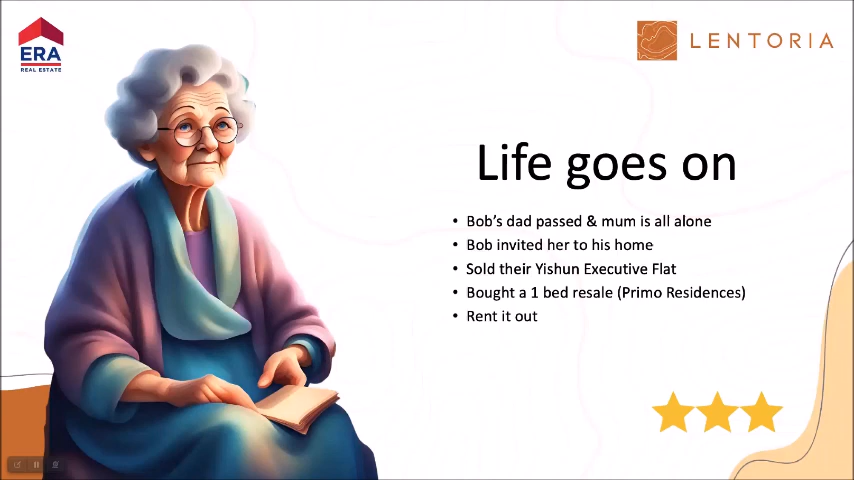 ERA
REAL ESTATE
LENTORIA
Life goes on
• Bob's dad passed & mum is all alone
• Bob invited her to his home
• Sold their Yishun Executive Flat
• Bought a 1 bed resale (Primo Residences)
• Rent it out